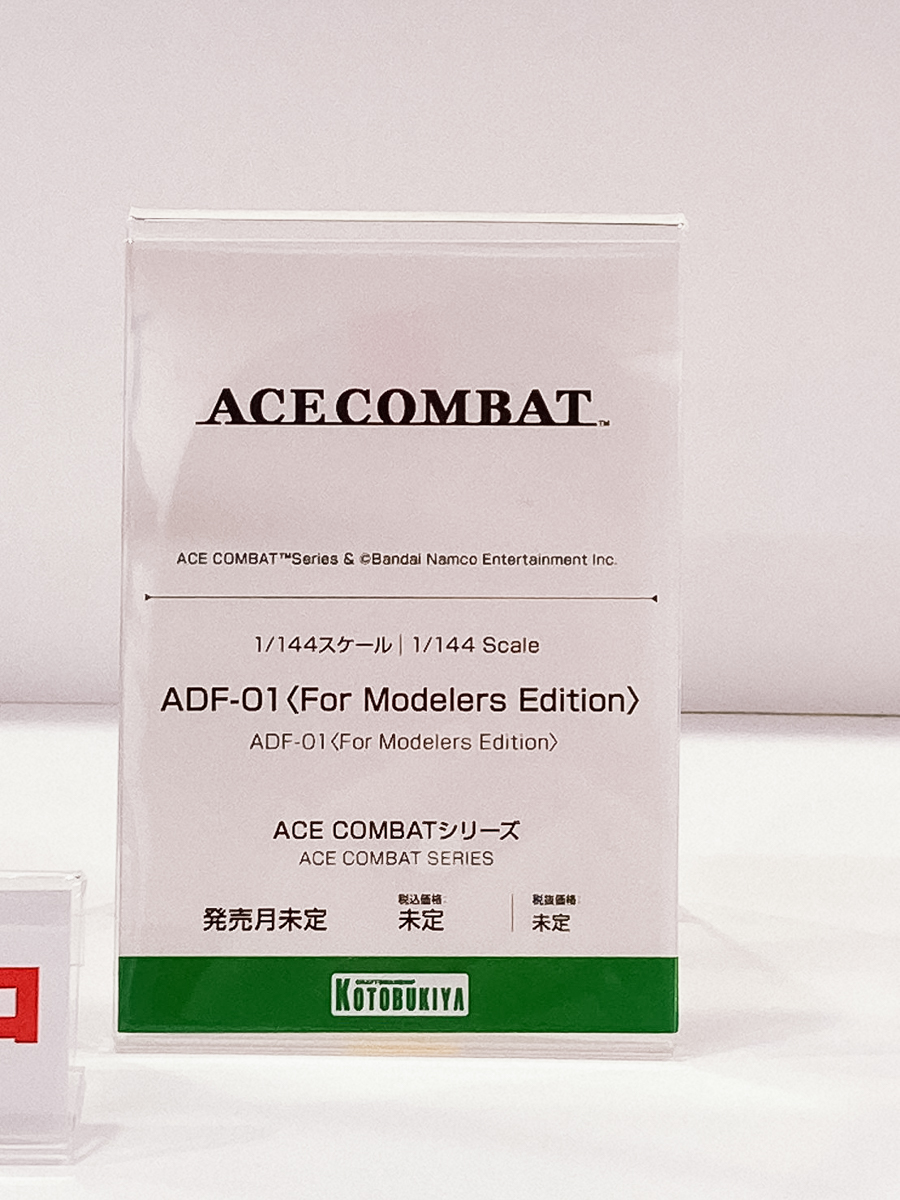 ACE COMBAT™
ACE COMBAT™Series & ©Bandai Namco Entertainment Inc.
1/144スケール | 1/144 Scale
ADF-01〈For Modelers Edition〉
ADF-01〈For Modelers Edition〉
ACE COMBATシリーズ
ACE COMBAT SERIES
発売月未定
税込価格:
未定
税抜価格:
未定
KOTOBUKIYA